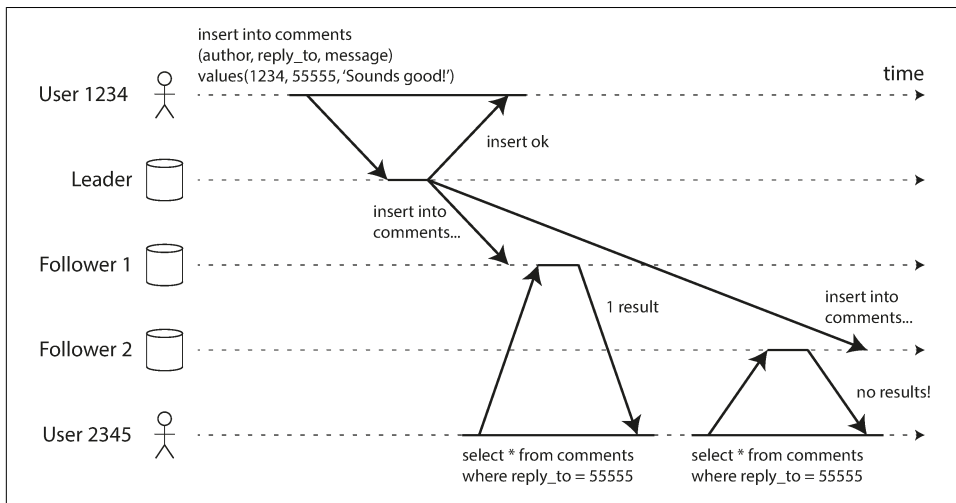 insert into comments
(author, reply_to, message)
values(1234, 55555, ‘Sounds good!’)
time
User 1234
insert ok
Leader
insert into
comments...
Follower 1
1 result
insert into
comments...
Follower 2
no results!
User 2345
select * from comments
where reply_to = 55555
select * from comments
where reply_to = 55555